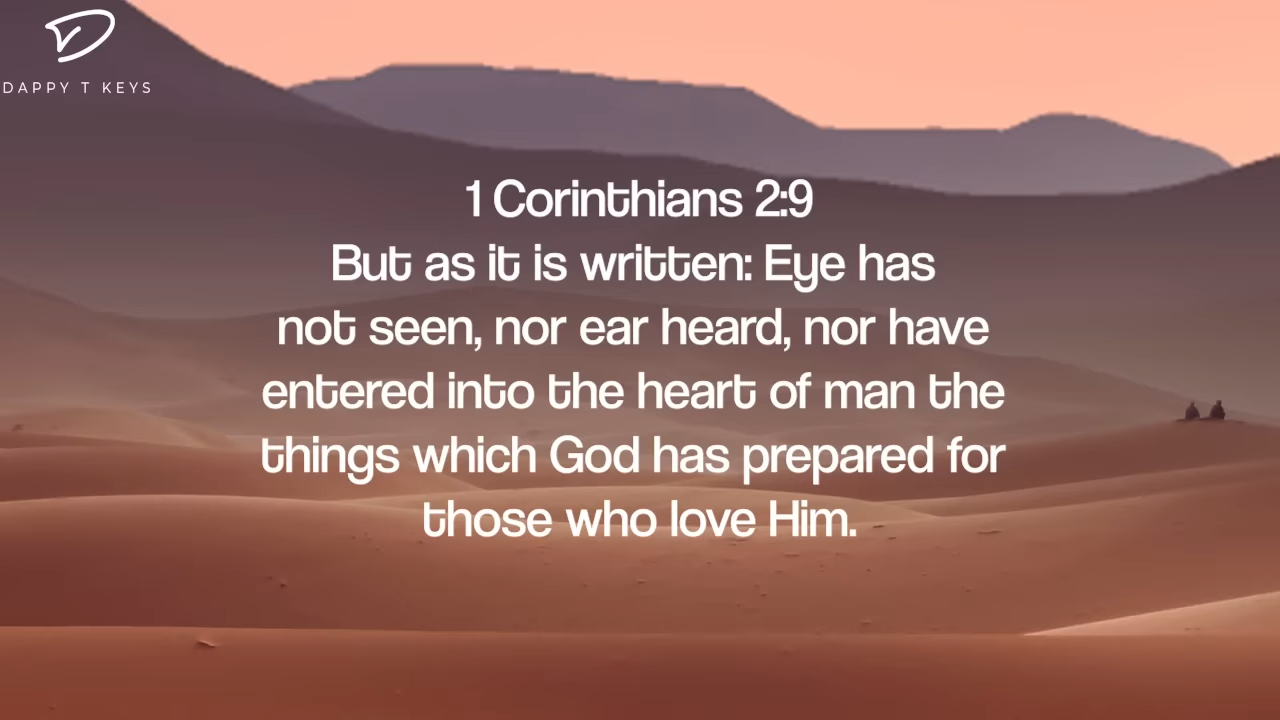 DAPPY T KEYS
1 Corinthians 2:9
But as it is written: Eye has
not seen, nor ear heard, nor have
entered into the heart of man the
things which God has prepared for
those who love Him.